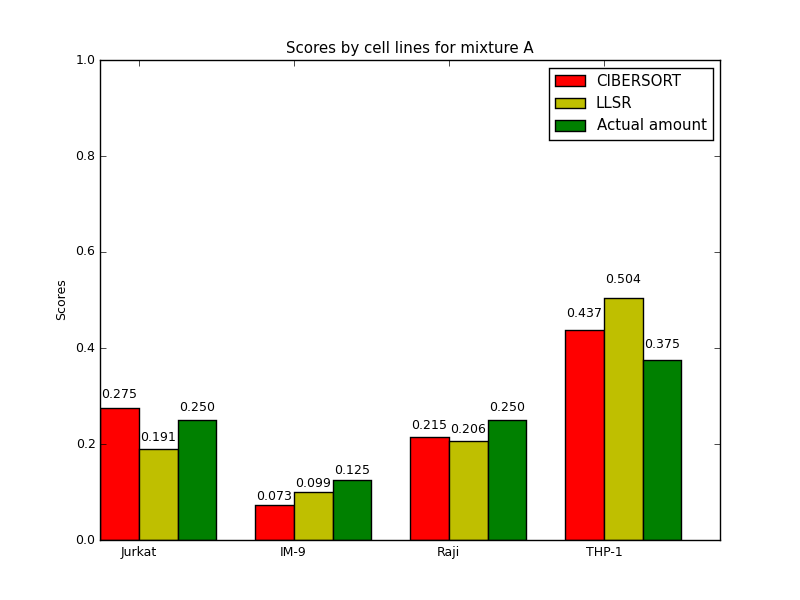 Scores by cell lines for mixture A
CIBERSORT
LLSR
Actual amount
Scores
1.0
0.8
0.6
0.4
0.2
0.0
0.275
0.191
0.250
0.073
0.099
0.125
0.215
0.206
0.250
0.437
0.504
0.375
Jurkat
IM-9
Raji
THP-1